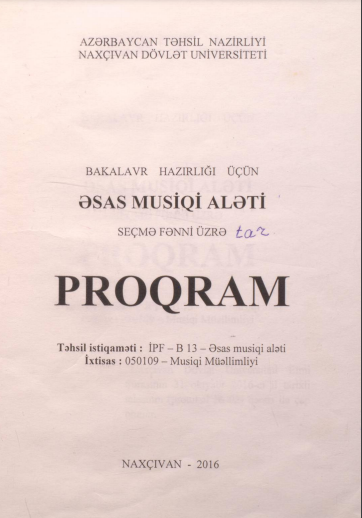 AZƏRBAYCAN TƏHSİL NAZİRLİYİ
NAXÇIVAN DÖVLƏT UNİVERSİTETİ
BAKALAVR HAZIRLIĞI ÜÇÜN
ƏSAS MUSİQİ ALƏTİ
SEÇMƏ FƏNNİ ÜZRƏ tar
PROQRAM
Təhsil istiqaməti : İPF – B 13 – Əsas musiqi aləti
İxtisas : 050109 – Musiqi Müəllimliyi
NAXÇIVAN - 2016